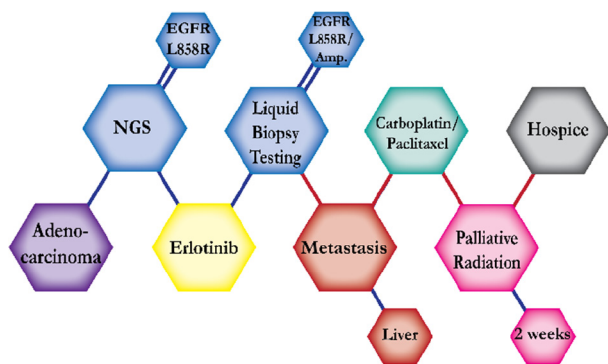 EGFR
L858R
EGFR
L858R/
Amp.
NGS
Liquid
Biopsy
Testing
Carboplatin/
Paclitaxel
Hospice
Adeno-
carcinoma
Erlotinib
Metastasis
Palliative
Radiation
Liver
2 weeks